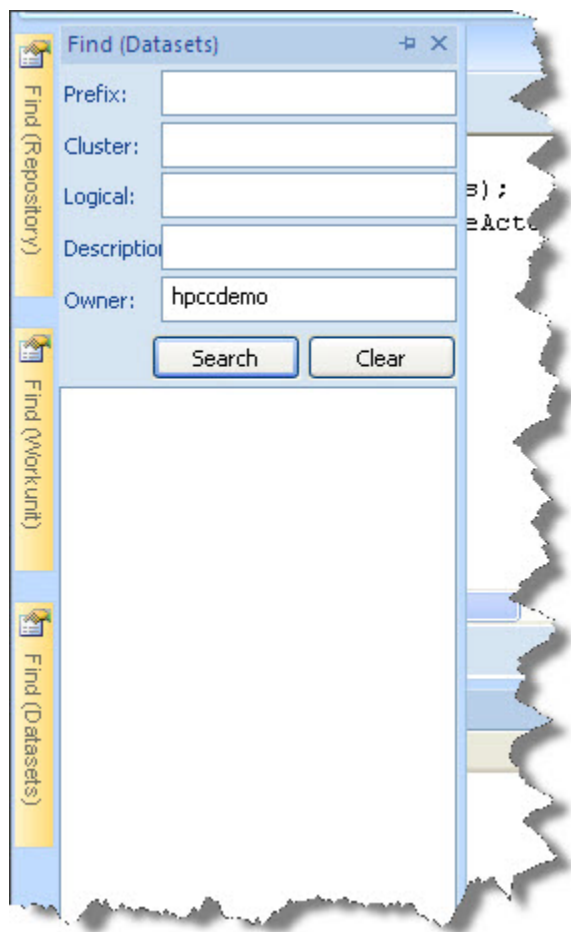 Find (Datasets)
Prefix:
Cluster:
Logical:
Descriptio
Owner: hpccdemo
Search Clear
Find (Repository)
Find (Workunit)
Find (Datasets)
s);
eActo